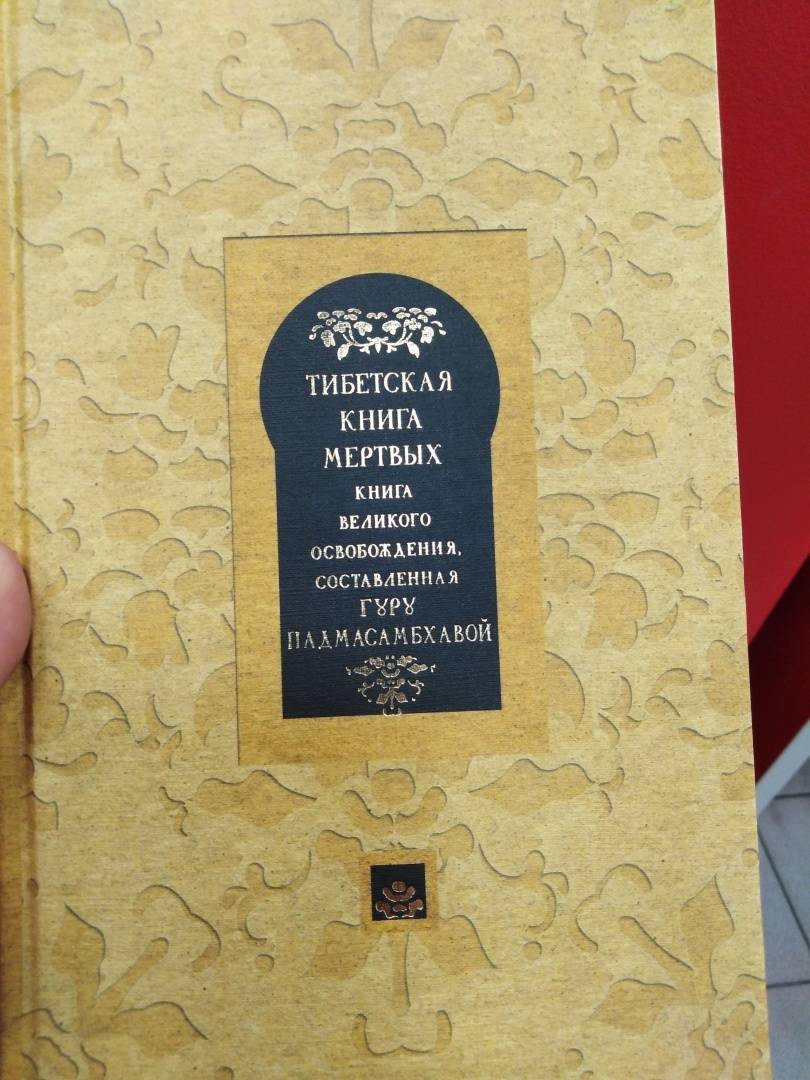 ТИБЕТСКАЯ
КНИГА
МЕРТВЫХ
КНИГА
ВЕЛИКОГО
ОСВОБОЖДЕНИЯ,
СОСТАВЛЕННАЯ
ГУРУ
ПАДМАСАМБХАВОЙ